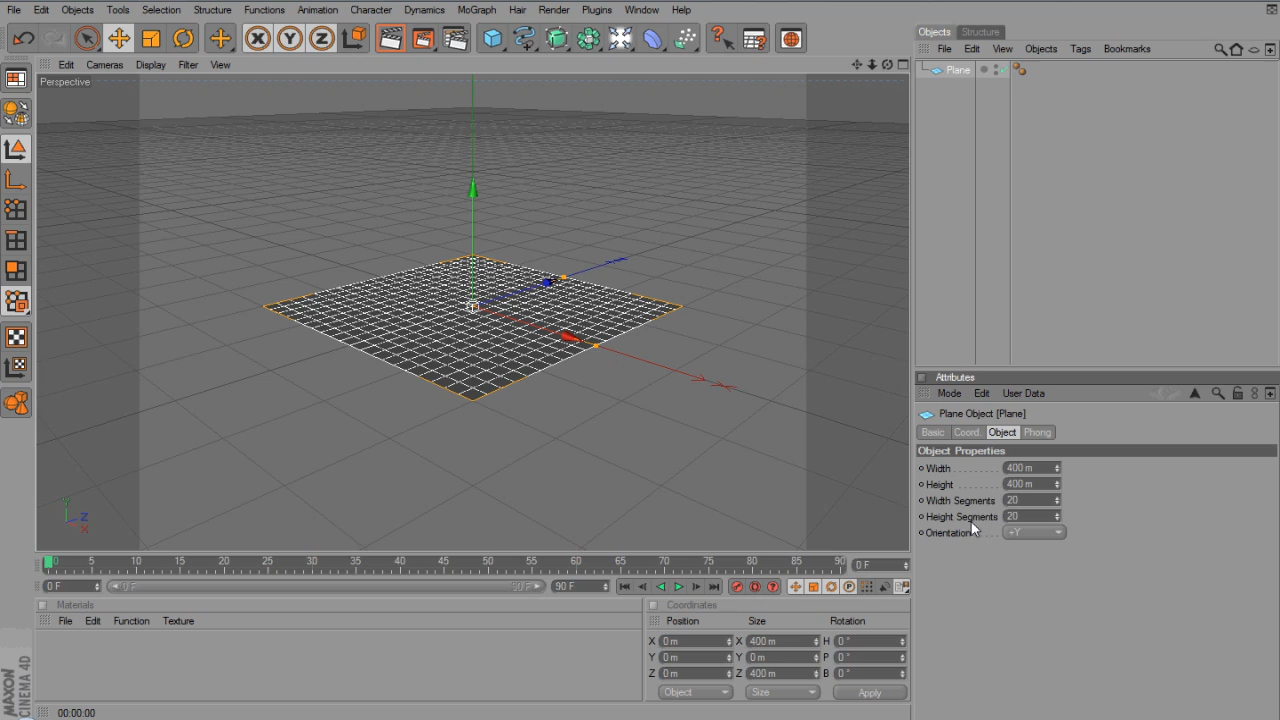 File Edit Objects Tools Selection Structure Functions Animation Character Dynamics MoGraph Hair Render Plugins Window Help
X Y Z
Edit Cameras Display Filter View
Perspective
Y
Z
X
0 5 10 15 20 25 30 35 40 45 50 55 60 65 70 75 80 85 90 0 F
0 F 0 F 90 F 90 F P
Materials
File Edit Function Texture
Coordinates
Position Size Rotation
X 0 m X 400 m H 0 °
Y 0 m Y 0 m P 0 °
Z 0 m Z 400 m B 0 °
Object Size Apply
MAXON
CINEMA 4D
00:00:00
Objects Structure
File Edit View Objects Tags Bookmarks
Plane
Attributes
Mode Edit User Data
Plane Object [Plane]
Basic Coord. Object Phong
Object Properties
Width 400 m
Height 400 m
Width Segments 20
Height Segments 20
Orientation +Y